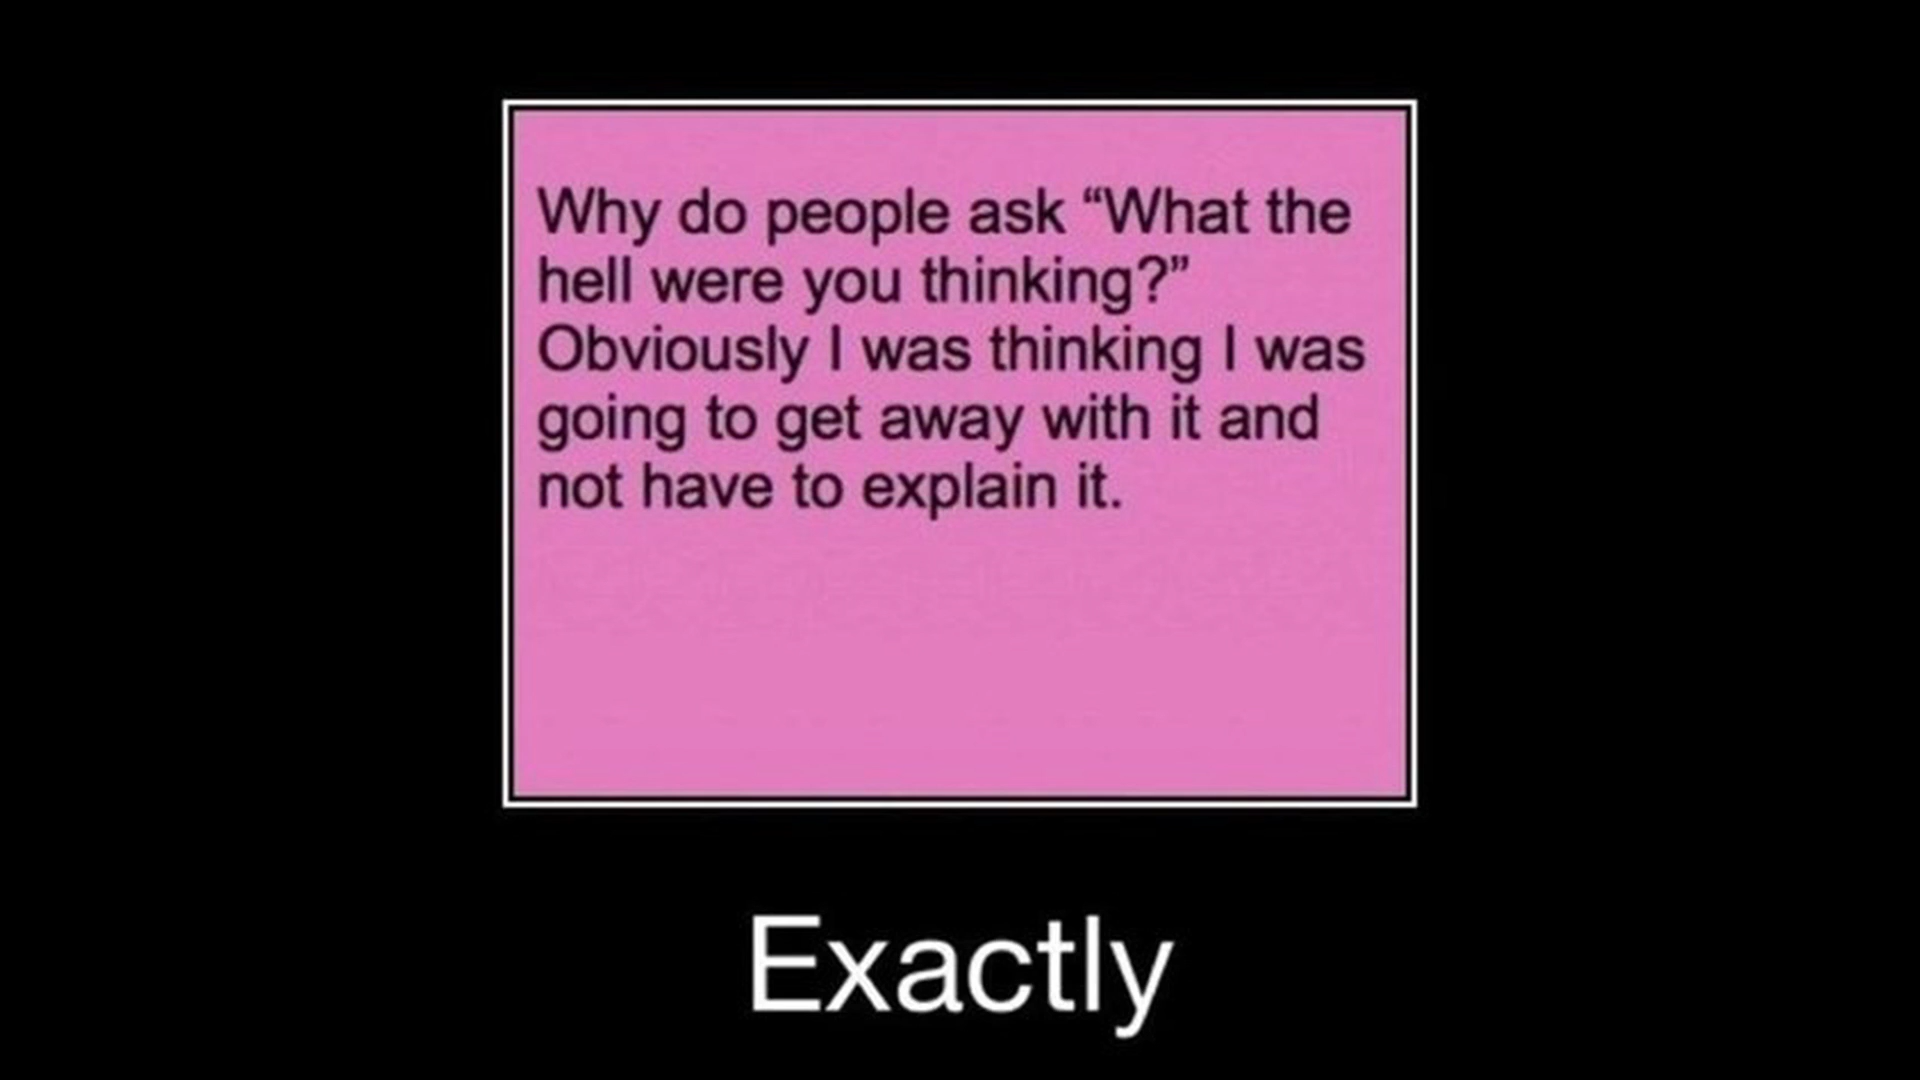 Why do people ask “What the
hell were you thinking?”
Obviously I was thinking I was
going to get away with it and
not have to explain it.
Exactly